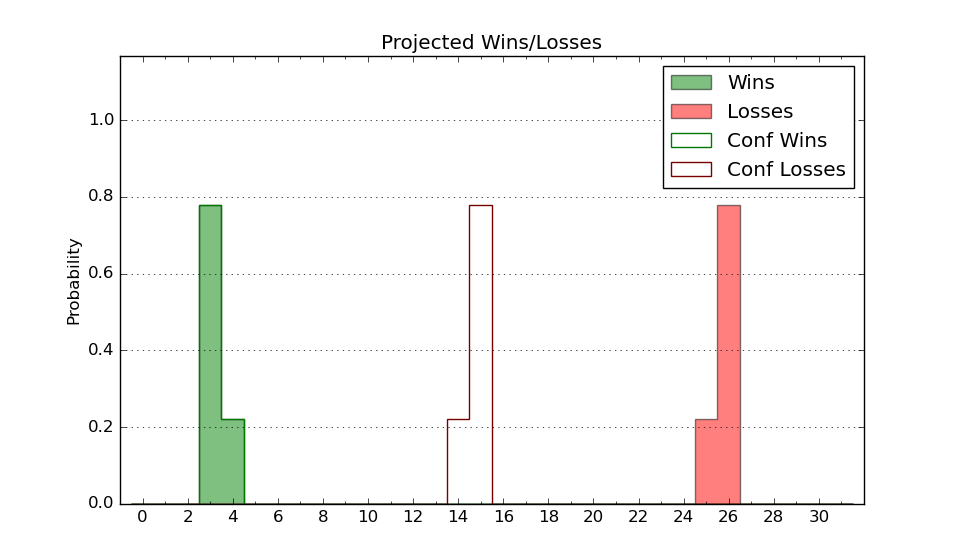 Projected Wins/Losses
Wins
Losses
Conf Wins
Conf Losses
Probability
1.0
0.8
0.6
0.4
0.2
0.0
0 2 4 6 8 10 12 14 16 18 20 22 24 26 28 30